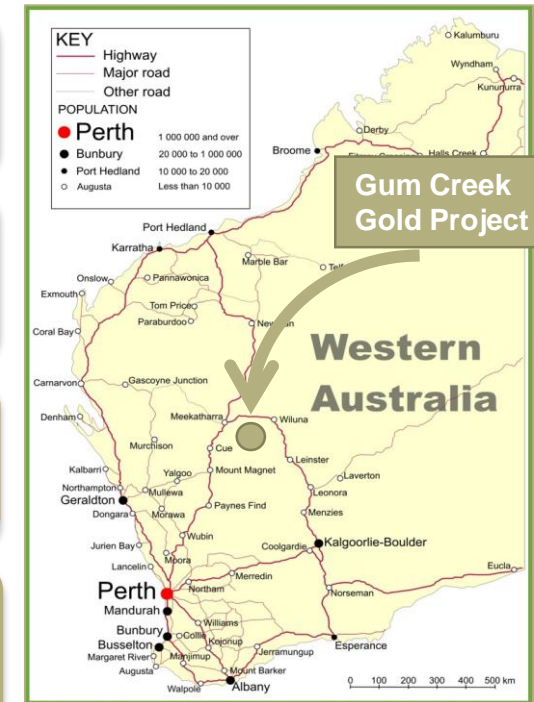 KEY
Highway
Major road
Other road
POPULATION
Perth 1 000 000 and over
Bunbury 20 000 to 1 000 000
Port Hedland 10 000 to 20 000
Augusta Less than 10 000
Kalumburu
Wyndham
Kununurra
Derby
Broome
Halls Creek
Gum Creek
Gold Project
Port Hedland
Karratha
Marble Bar
Onslow
Pannawonica
Exmouth
Tom Price
Paraburdoo
Coral Bay
Western
Australia
Carnarvon
Gascoyne Junction
Meekatharra
Wiluna
Denham
Murchison
Cue
Leinster
Kalbarri
Yalgoo
Mount Magnet
Laverton
Northampton
Mullewa
Leonora
Geraldton
Paynes Find
Menzies
Dongara
Morawa
Jurien Bay
Wubin
Coolgardie
Kalgoorlie-Boulder
Moora
Lancelin
Merredin
Eucla
Perth
Northam
Norseman
Mandurah
Williams
Bunbury
Collie
Kojonup
Busselton
Jerramungup
Esperance
Margaret River
Manjimup
Mount Barker
Augusta
Albany
Walpole
0 100 200 300 400 500 km